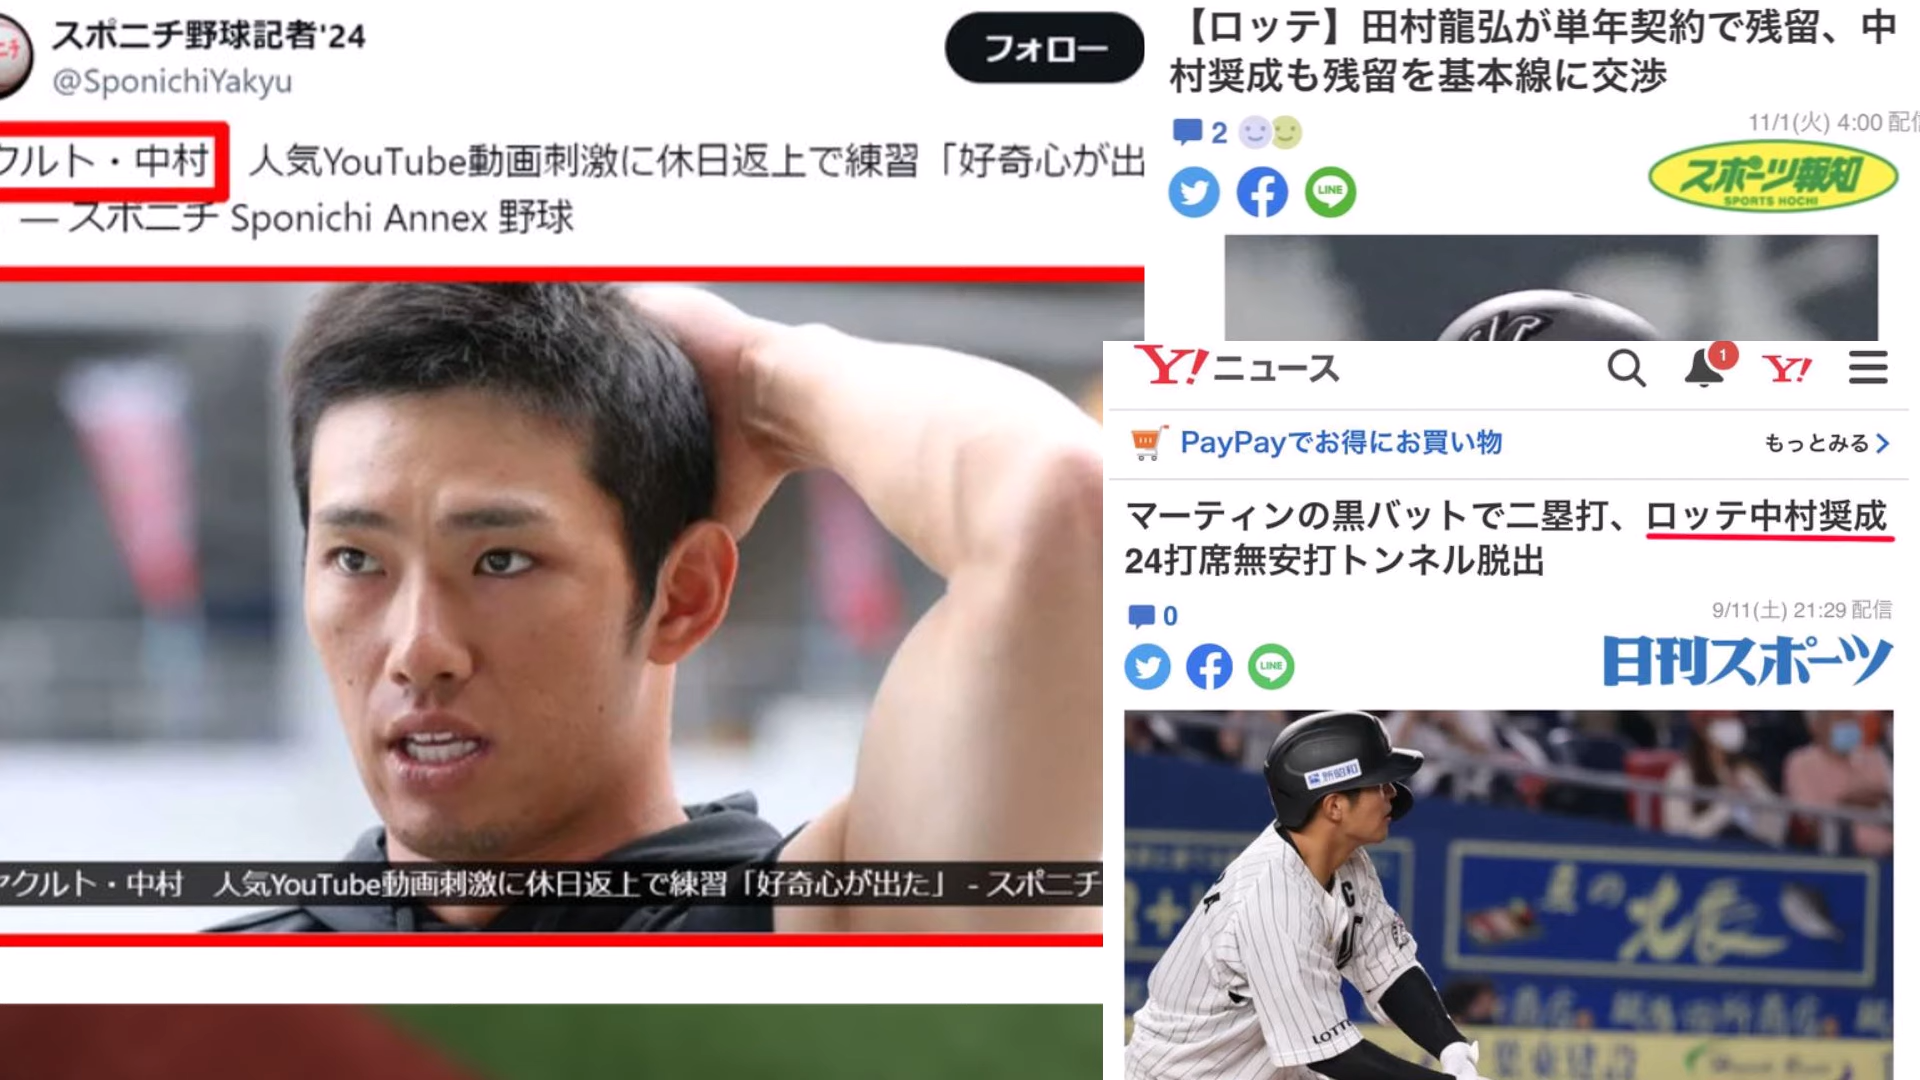 スポニチ野球記者'24
@SponichiYakyu
フォロー
クルト・中村 人気YouTube動画刺激に休日返上で練習「好奇心が出
— スポニチ Sponichi Annex 野球
ヤクルト・中村 人気YouTube動画刺激に休日返上で練習「好奇心が出た」 - スポニチ
【ロッテ】田村龍弘が単年契約で残留、中
村奨成も残留を基本線に交渉
2
11/1(火) 4:00 配信
LINE
スポーツ報知
SPORTS HOCHI
Y!ニュース
1
Y!
PayPayでお得にお買い物
もっとみる
マーティンの黒バットで二塁打、ロッテ中村奨成
24打席無安打トンネル脱出
0
9/11(土) 21:29 配信
LINE
日刊スポーツ
新昭和
LOTTE